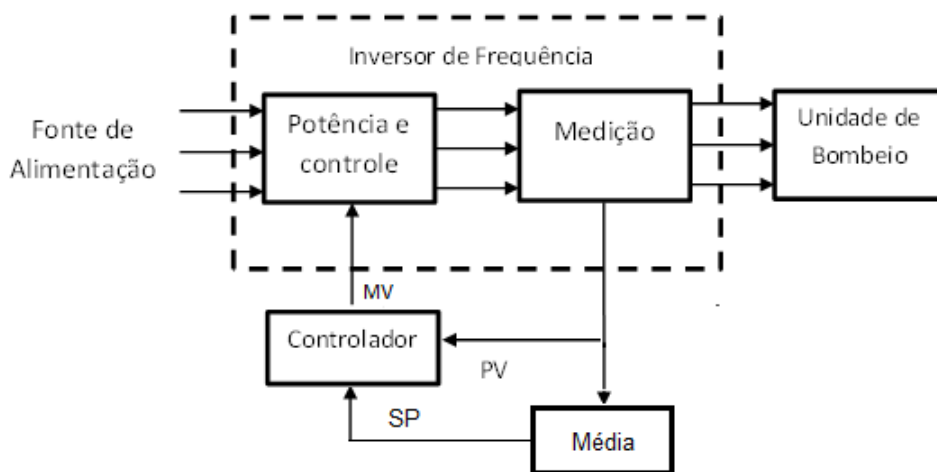 Inversor de Frequência
Fonte de
Alimentação
Potência e
controle
Medição
Unidade de
Bombeio
MV
Controlador
PV
SP
Média